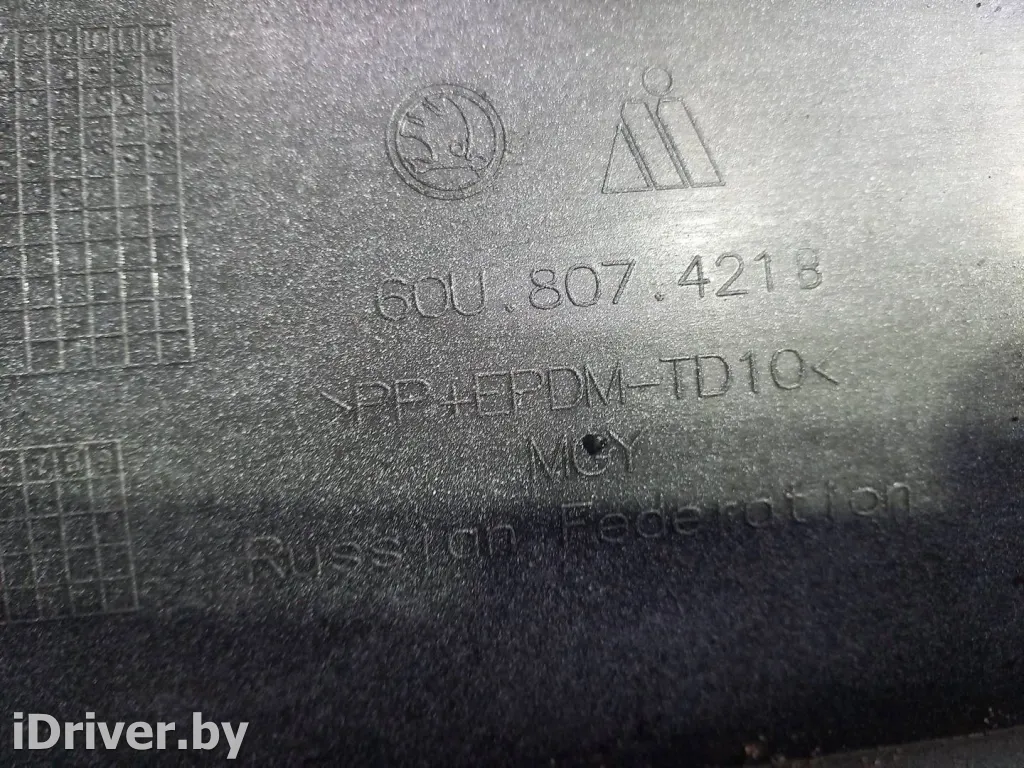 60U.807.421B
>PP+EPDM-TD10<
MCY
Russian Federation
iDriver.by